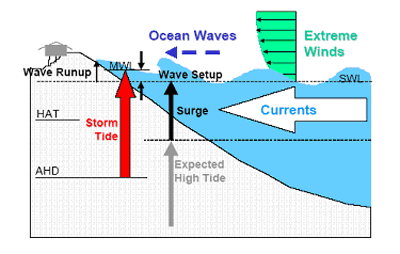 Ocean Waves
Extreme
Winds
MWL
Wave Runup
Wave Setup
SWL
Surge
Currents
HAT
Storm
Tide
Expected
High Tide
AHD